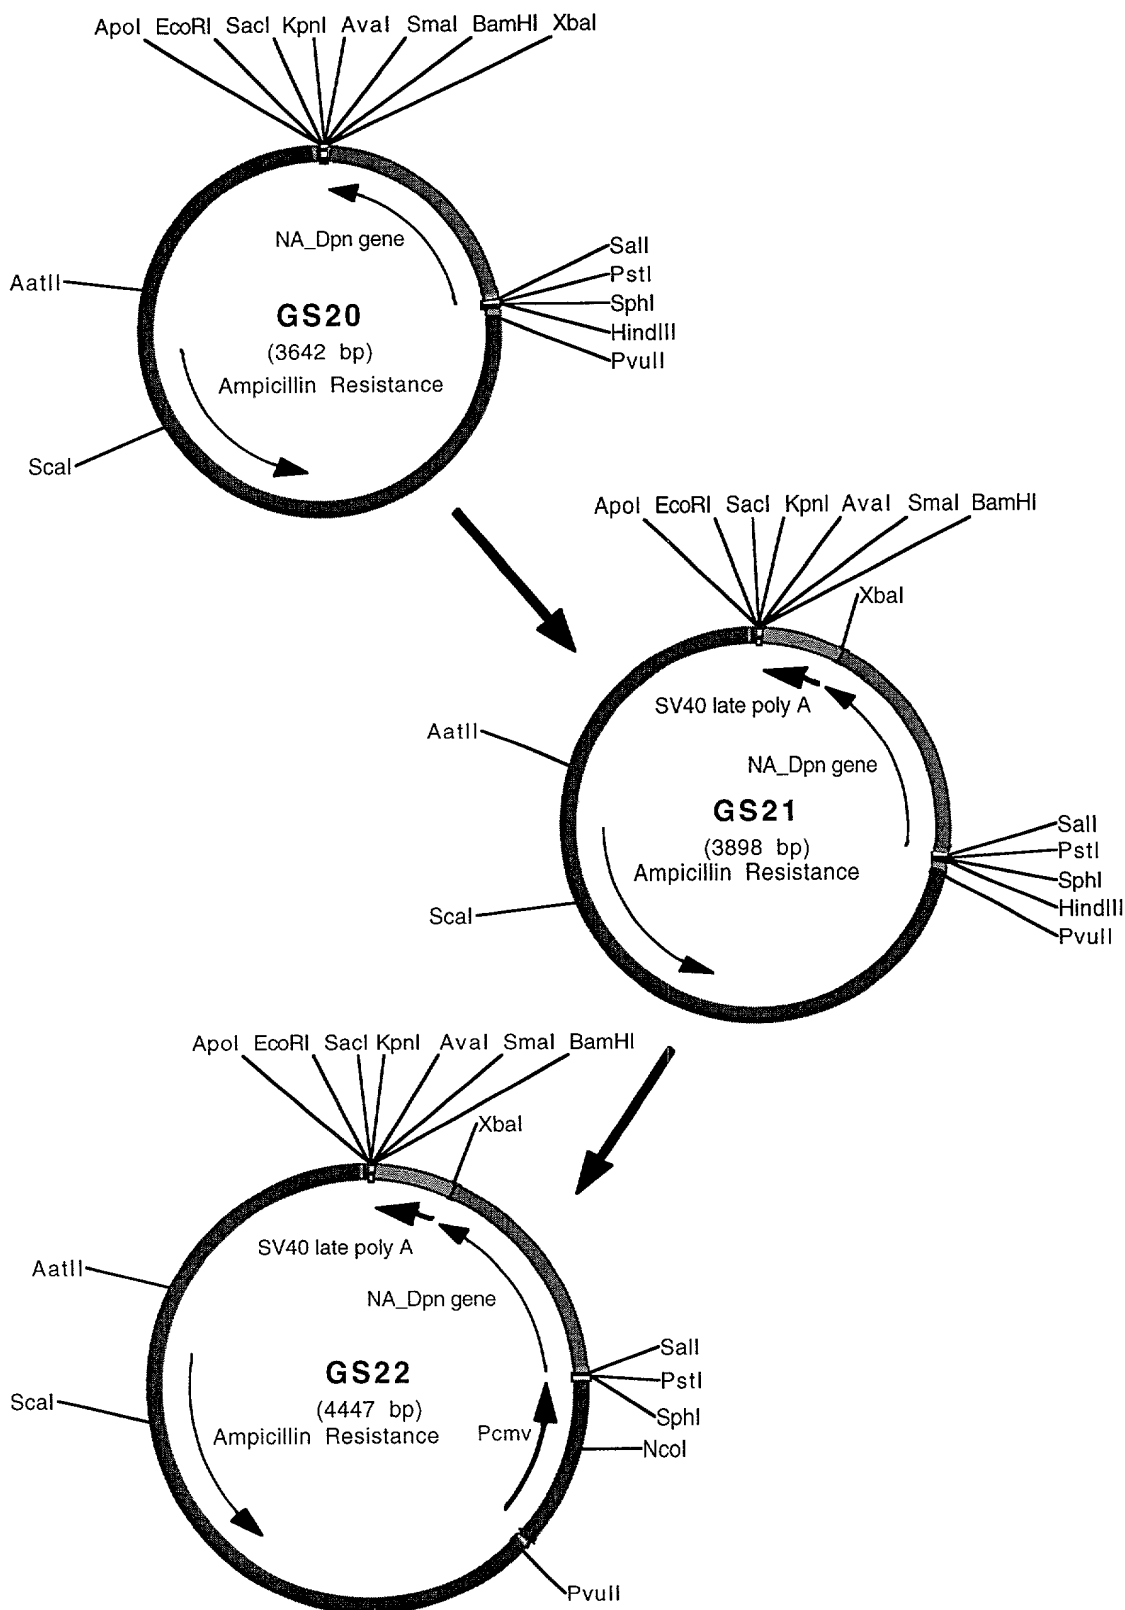 ApoI EcoRI SacI KpnI AvaI SmaI BamHI XbaI
NA_Dpn gene
SalI
PstI
SphI
HindIII
PvuII
AatII
GS20
(3642 bp)
Ampicillin Resistance
ScaI
ApoI EcoRI SacI KpnI AvaI SmaI BamHI
XbaI
SV40 late poly A
AatII
NA_Dpn gene
GS21
(3898 bp)
Ampicillin Resistance
SalI
PstI
SphI
HindIII
PvuII
ScaI
ApoI EcoRI SacI KpnI AvaI SmaI BamHI
XbaI
SV40 late poly A
AatII
NA_Dpn gene
GS22
(4447 bp)
Ampicillin Resistance
Pcmv
SalI
PstI
SphI
NcoI
ScaI
PvuII